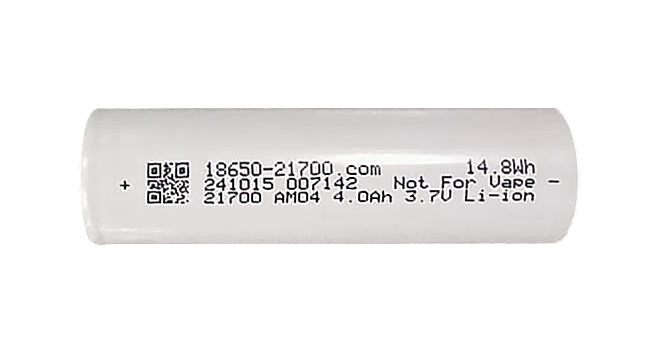 18650-21700.com 14.8Wh
+ 241015 007142 Not For Vape -
21700 AM04 4.0Ah 3.7V Li-ion